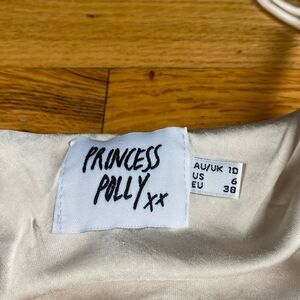 PRINCESS
POLLY xx
AU/UK 10
US 6
EU 38